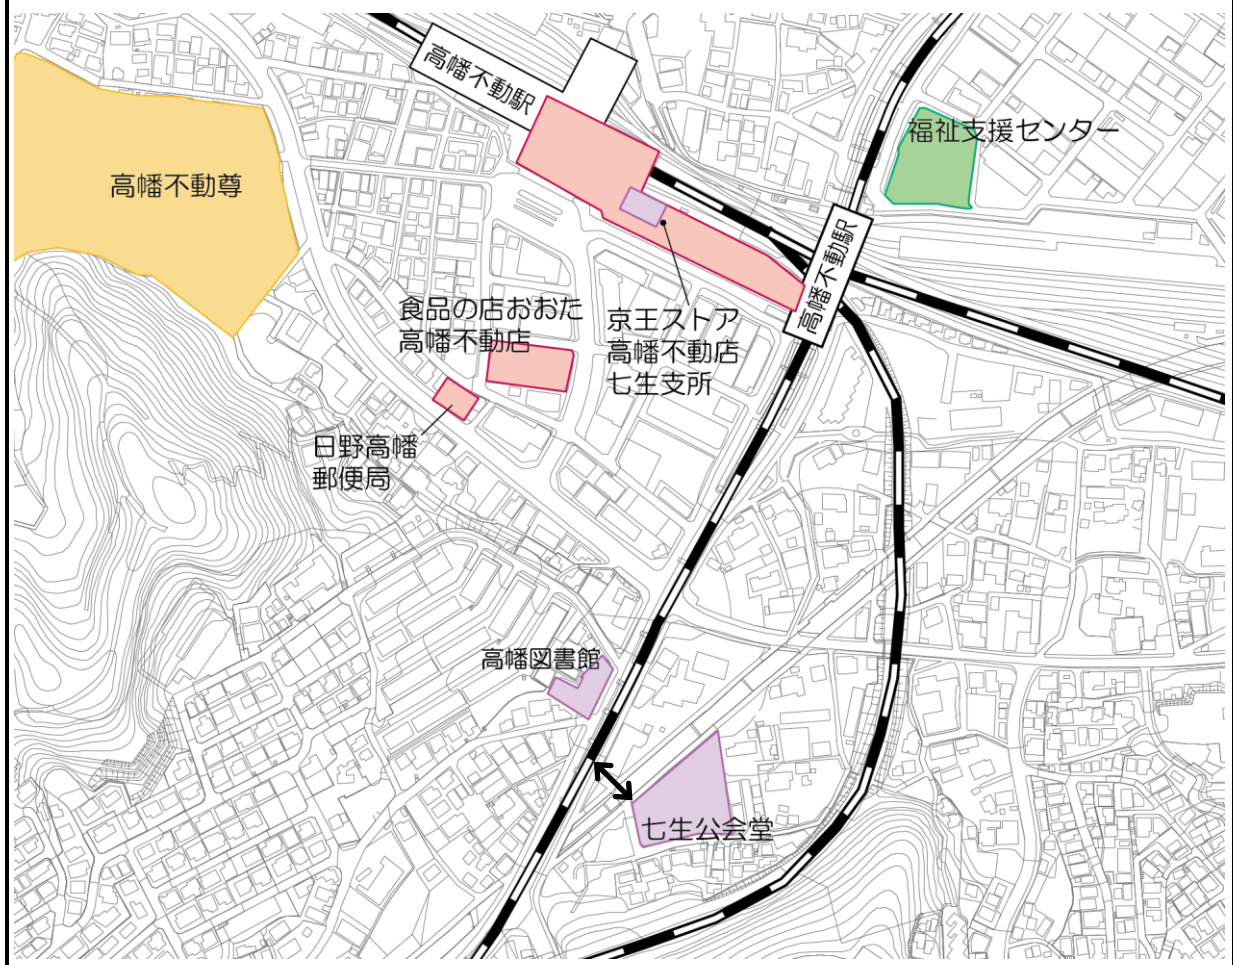 高幡不動駅
福祉支援センター
高幡不動尊
高幡不動駅
食品の店おおた
高幡不動店
京王ストア
高幡不動店
七生支所
日野高幡
郵便局
高幡図書館
七生公会堂